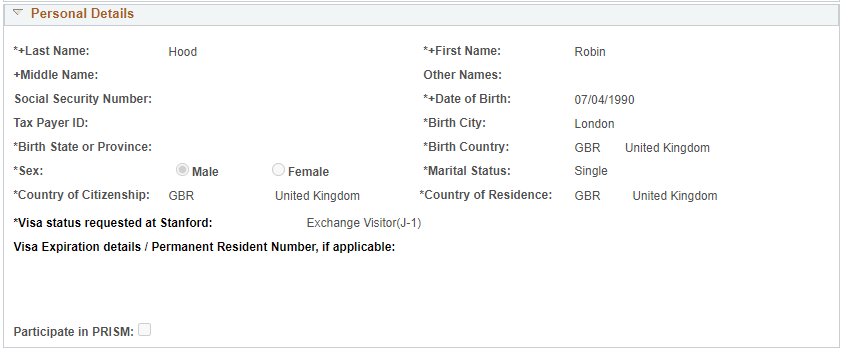 Personal Details
*+Last Name: Hood *+First Name: Robin
+Middle Name: Other Names:
Social Security Number: *+Date of Birth: 07/04/1990
Tax Payer ID: *Birth City: London
*Birth State or Province: *Birth Country: GBR United Kingdom
*Sex: Male Female *Marital Status: Single
*Country of Citizenship: GBR United Kingdom *Country of Residence: GBR United Kingdom
*Visa status requested at Stanford: Exchange Visitor(J-1)
Visa Expiration details / Permanent Resident Number, if applicable:
Participate in PRISM: